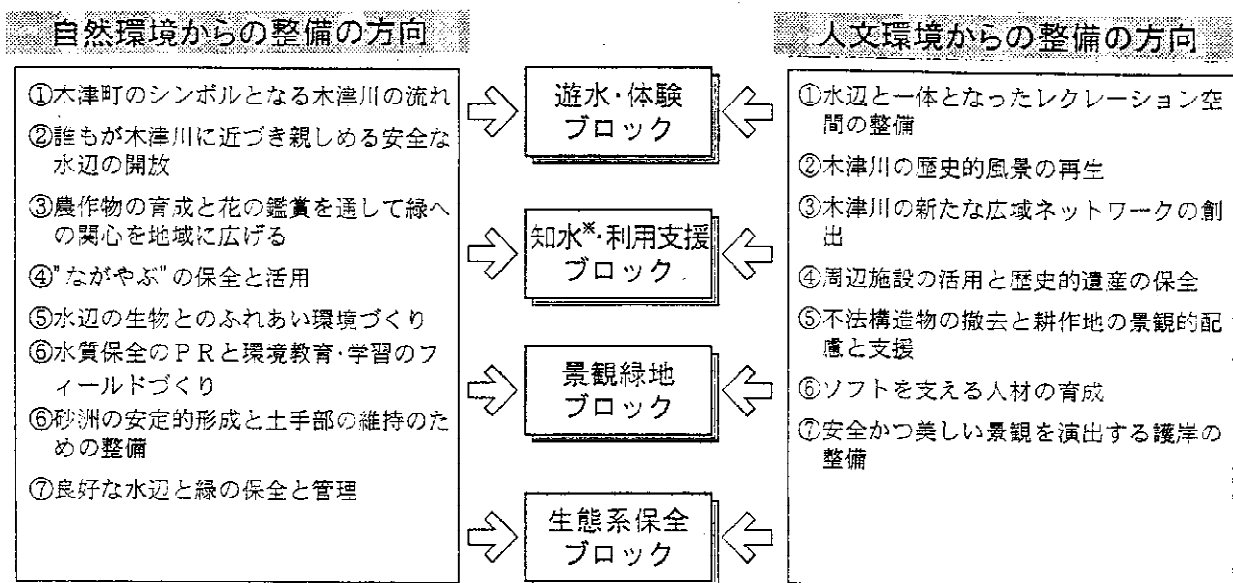 自然環境からの整備の方向
①木津町のシンボルとなる木津川の流れ
②誰もが木津川に近づき親しめる安全な
水辺の開放
③農作物の育成と花の鑑賞を通して緑へ
の関心を地域に広げる
④"ながやぶ"の保全と活用
⑤水辺の生物とのふれあい環境づくり
⑥水質保全のPRと環境教育・学習のフ
ィールドづくり
⑥砂洲の安定的形成と土手部の維持のた
めの整備
⑦良好な水辺と緑の保全と管理
遊水・体験
ブロック
知水※・利用支援
ブロック
景観緑地
ブロック
生態系保全
ブロック
人文環境からの整備の方向
①水辺と一体となったレクレーション空
間の整備
②木津川の歴史的風景の再生
③木津川の新たな広域ネットワークの創
出
④周辺施設の活用と歴史的遺産の保全
⑤不法構造物の撤去と耕作地の景観的配
慮と支援
⑥ソフトを支える人材の育成
⑦安全かつ美しい景観を演出する護岸の
整備